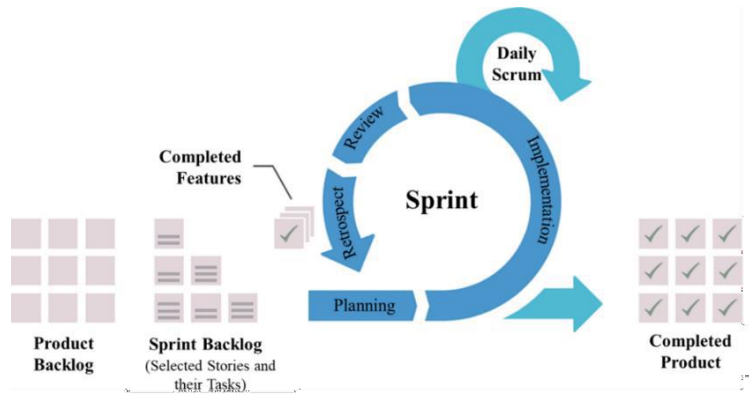 Daily
Scrum
Review
Completed
Features
Implementation
Retrospect
Sprint
Planning
Product
Backlog
Sprint Backlog
(Selected Stories and
their Tasks)
Completed
Product